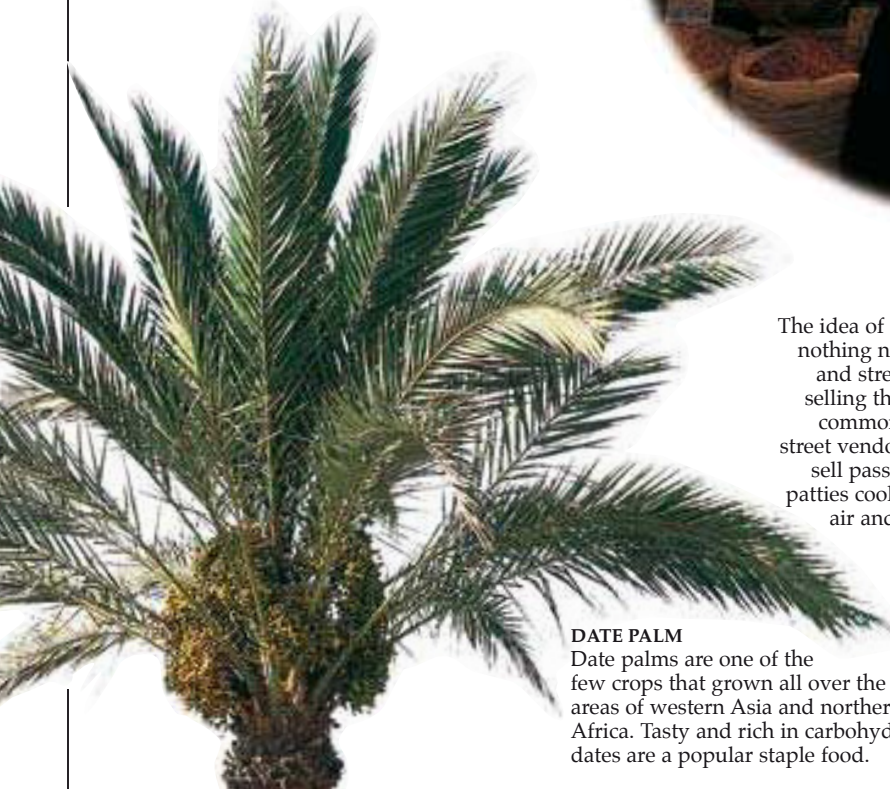 The idea of
nothing n
and stre
selling th
common
street vendo
sell pass
patties cook
air and
DATE PALM
Date palms are one of the
few crops that grown all over the
areas of western Asia and norther
Africa. Tasty and rich in carbohyd
dates are a popular staple food.